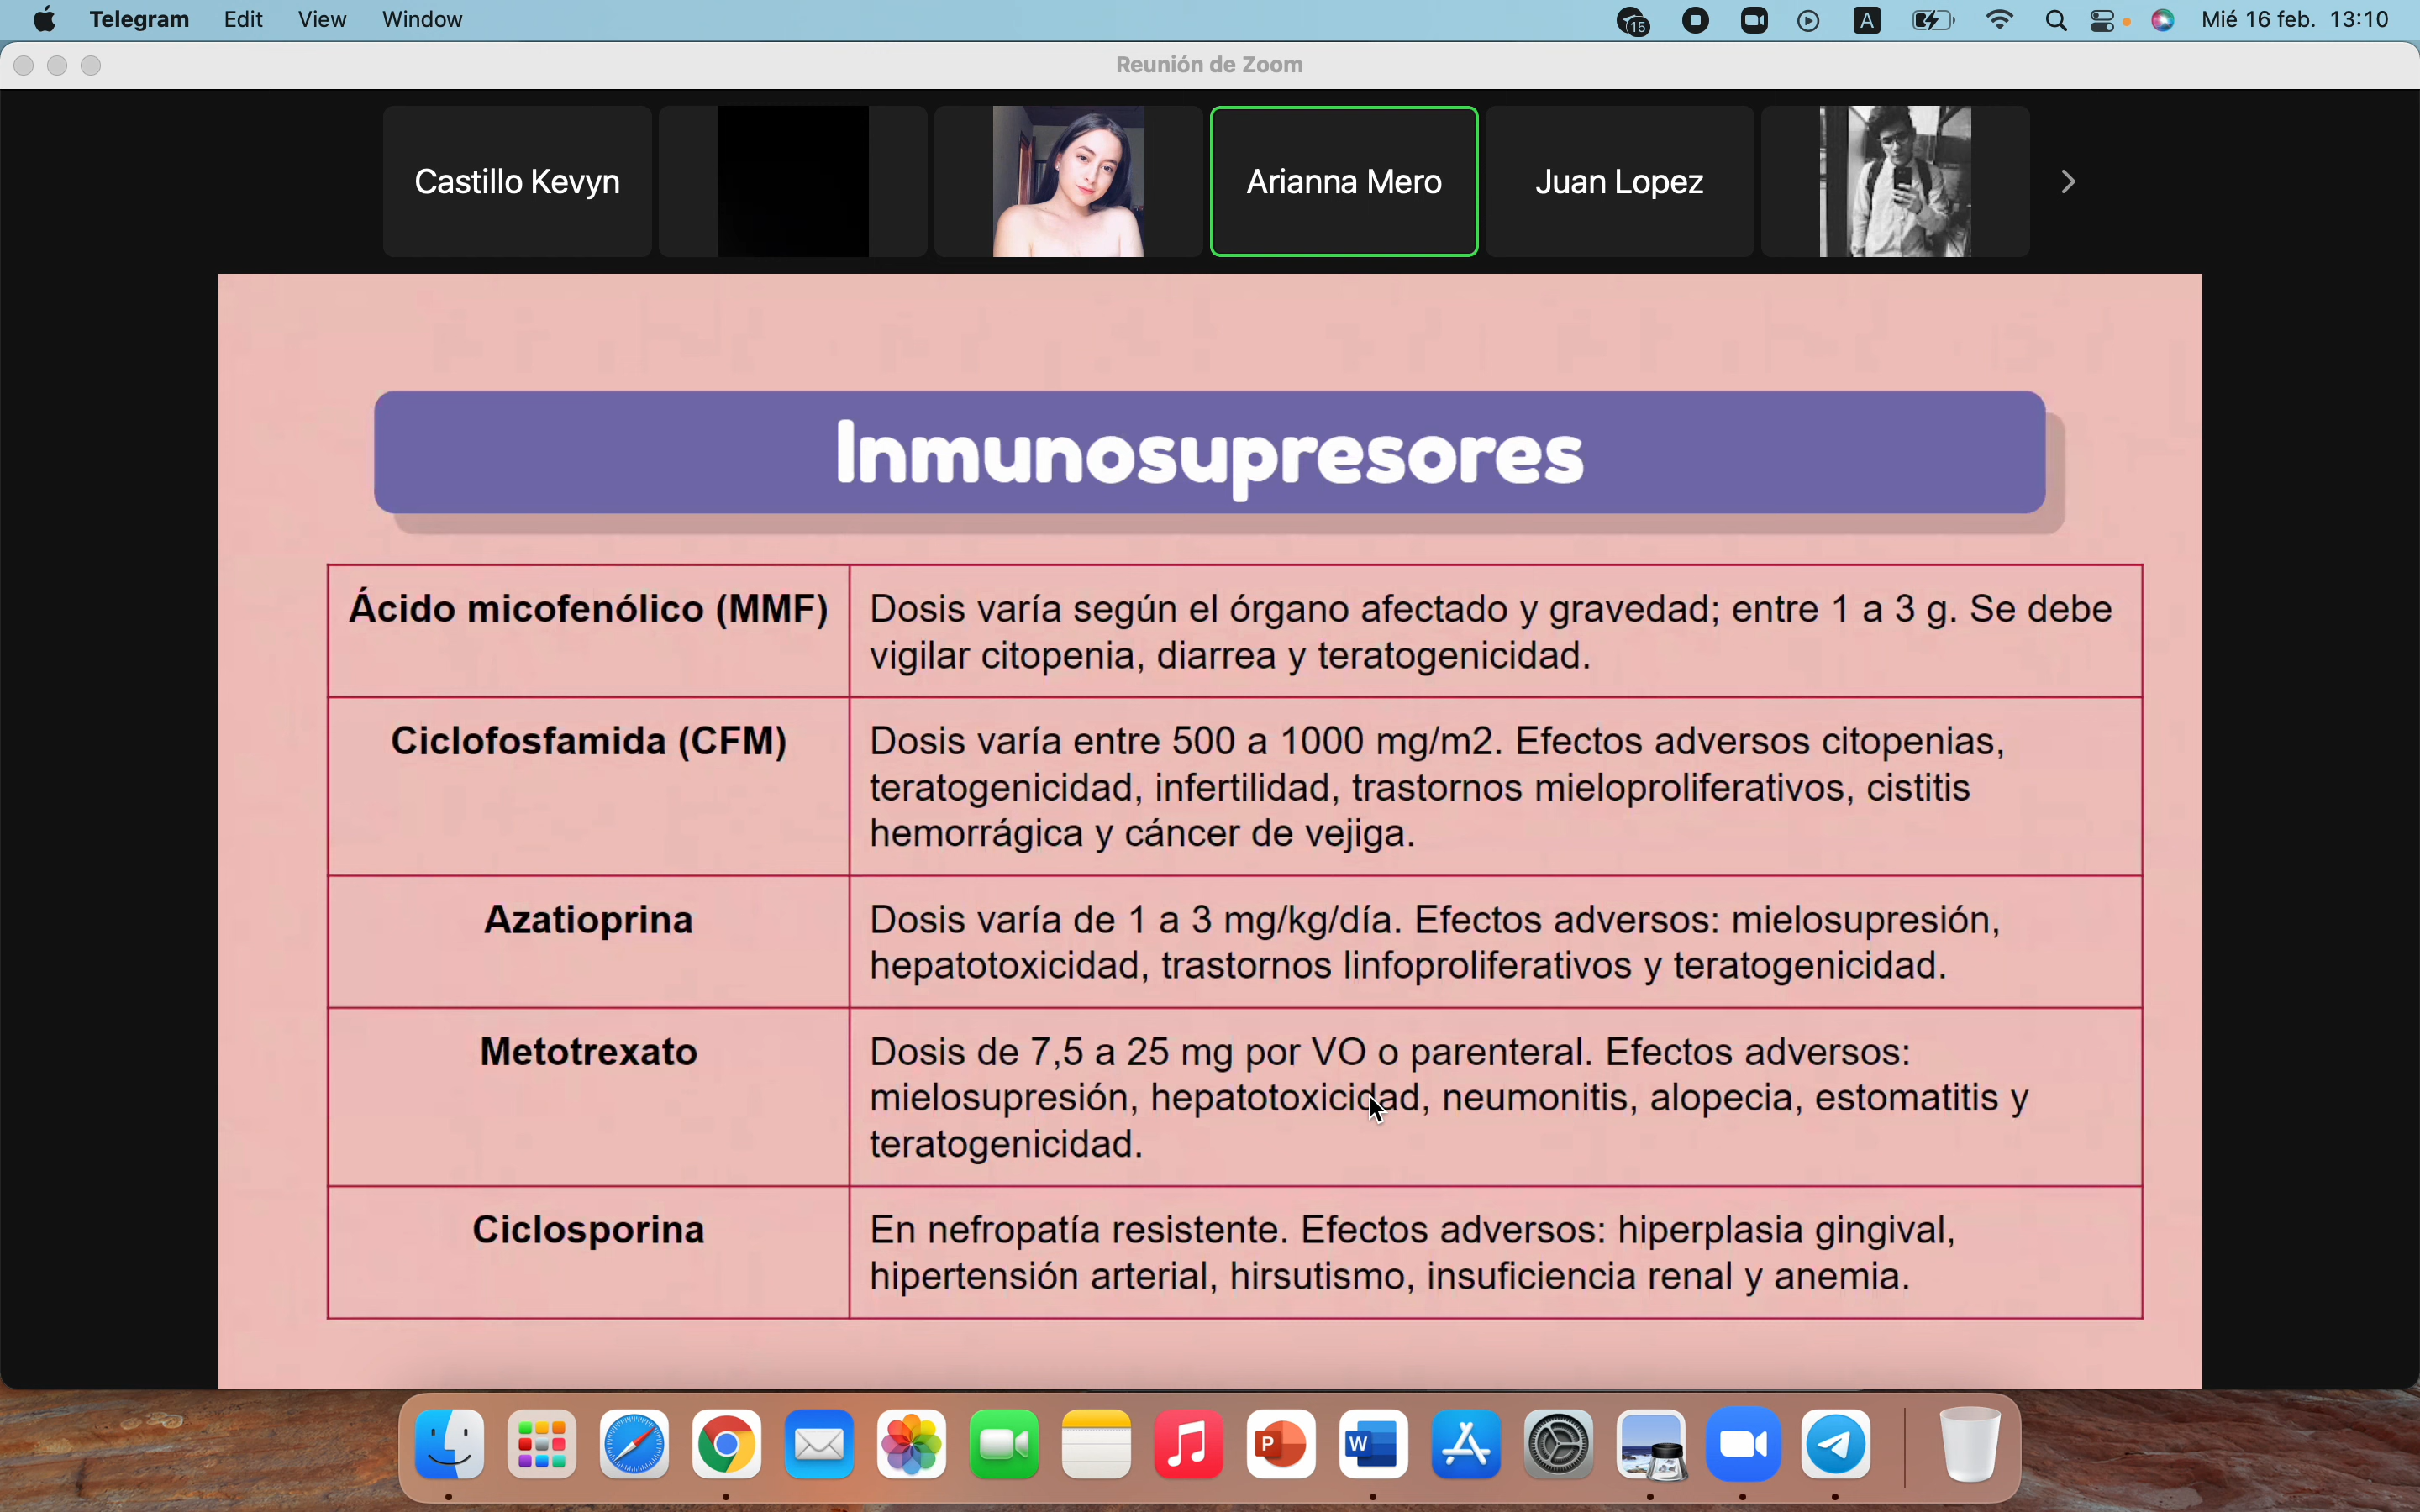 Telegram Edit View Window 15 A Mié 16 feb. 13:10
Reunión de Zoom
Castillo Kevyn Arianna Mero Juan Lopez
Inmunosupresores
Ácido micofenólico (MMF)
Dosis varía según el órgano afectado y gravedad; entre 1 a 3 g. Se debe
vigilar citopenia, diarrea y teratogenicidad.
Ciclofosfamida (CFM)
Dosis varía entre 500 a 1000 mg/m2. Efectos adversos citopenias,
teratogenicidad, infertilidad, trastornos mieloproliferativos, cistitis
hemorrágica y cáncer de vejiga.
Azatioprina
Dosis varía de 1 a 3 mg/kg/día. Efectos adversos: mielosupresión,
hepatotoxicidad, trastornos linfoproliferativos y teratogenicidad.
Metotrexato
Dosis de 7,5 a 25 mg por VO o parenteral. Efectos adversos:
mielosupresión, hepatotoxicidad, neumonitis, alopecia, estomatitis y
teratogenicidad.
Ciclosporina
En nefropatía resistente. Efectos adversos: hiperplasia gingival,
hipertensión arterial, hirsutismo, insuficiencia renal y anemia.
P W